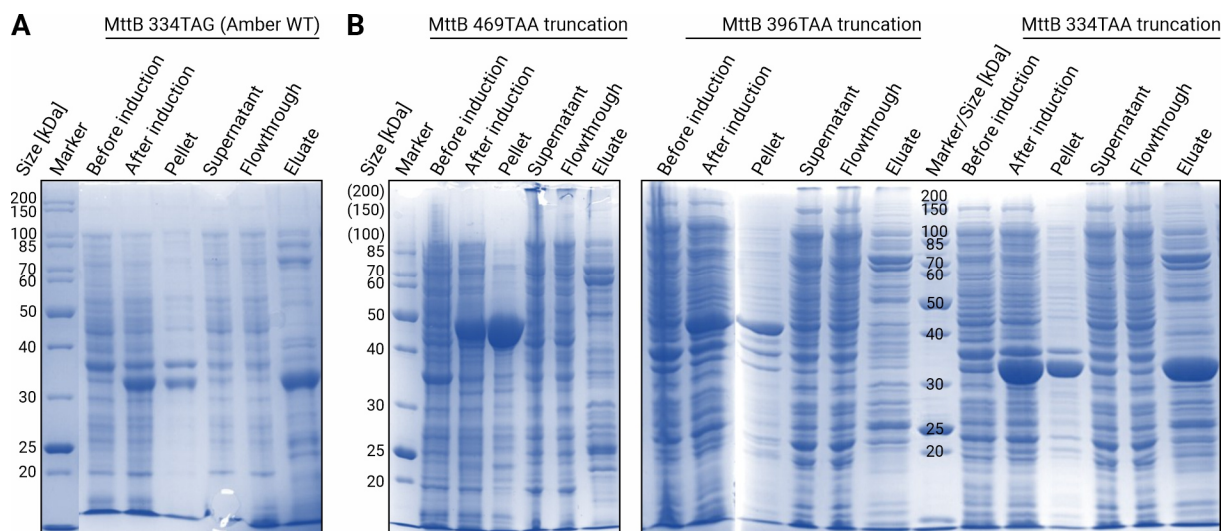 A
MttB 334TAG (Amber WT)
Size [kDa]
Marker
Before induction
After induction
Pellet
Supernatant
Flowthrough
Eluate
200
150
100
85
70
60
50
40
30
25
20
B
MttB 469TAA truncation
Size [kDa]
Marker
Before induction
After induction
Pellet
Supernatant
Flowthrough
Eluate
(200)
(150)
(100)
85
70
60
50
40
30
25
20
MttB 396TAA truncation
Before induction
After induction
Pellet
Supernatant
Flowthrough
Eluate
Marker/Size [kDa]
200
150
100
85
70
60
50
40
30
25
20
MttB 334TAA truncation
Before induction
After induction
Pellet
Supernatant
Flowthrough
Eluate